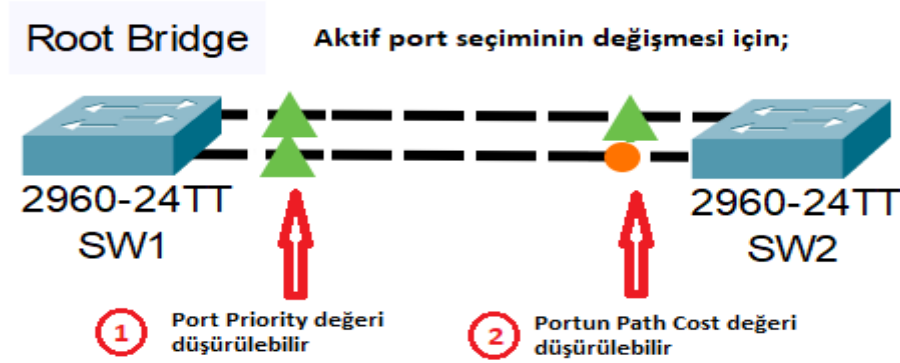 Root Bridge
Aktif port seçiminin değişmesi için;
2960-24TT
SW1
2960-24TT
SW2
1
Port Priority değeri
düşürülebilir
2
Portun Path Cost değeri
düşürülebilir